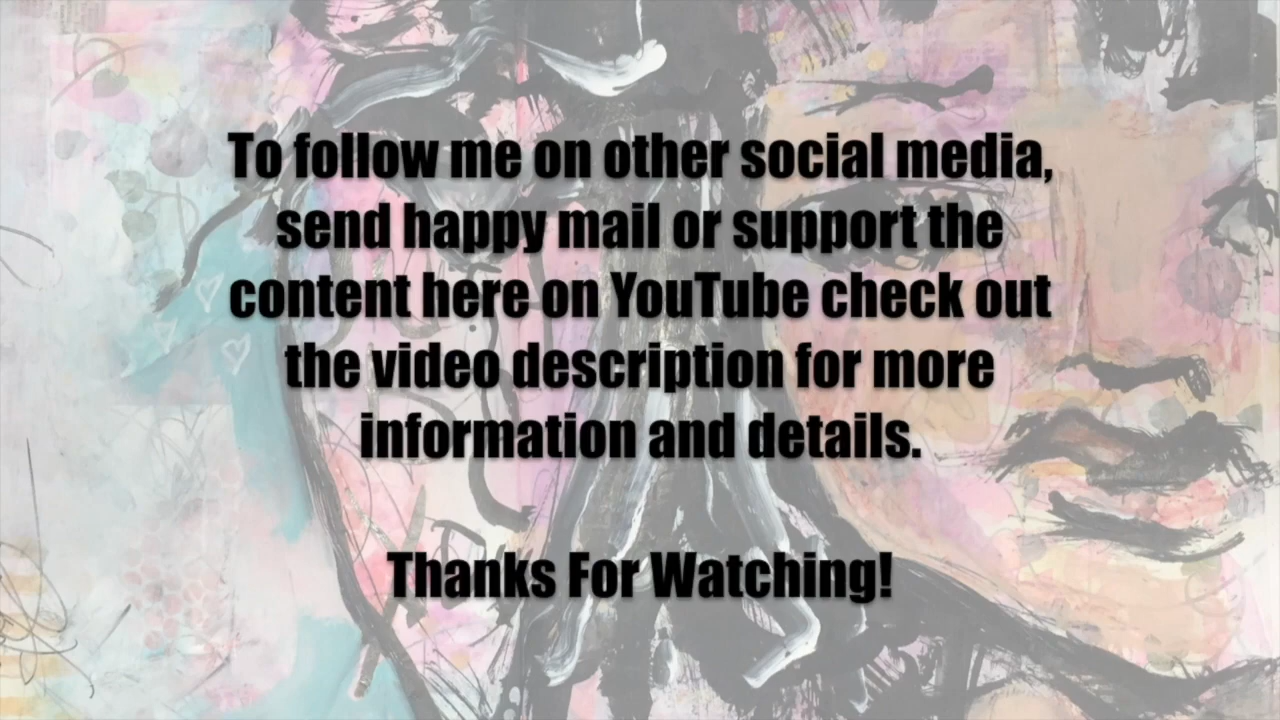 To follow me on other social media,
send happy mail or support the
content here on YouTube check out
the video description for more
information and details.
Thanks For Watching!